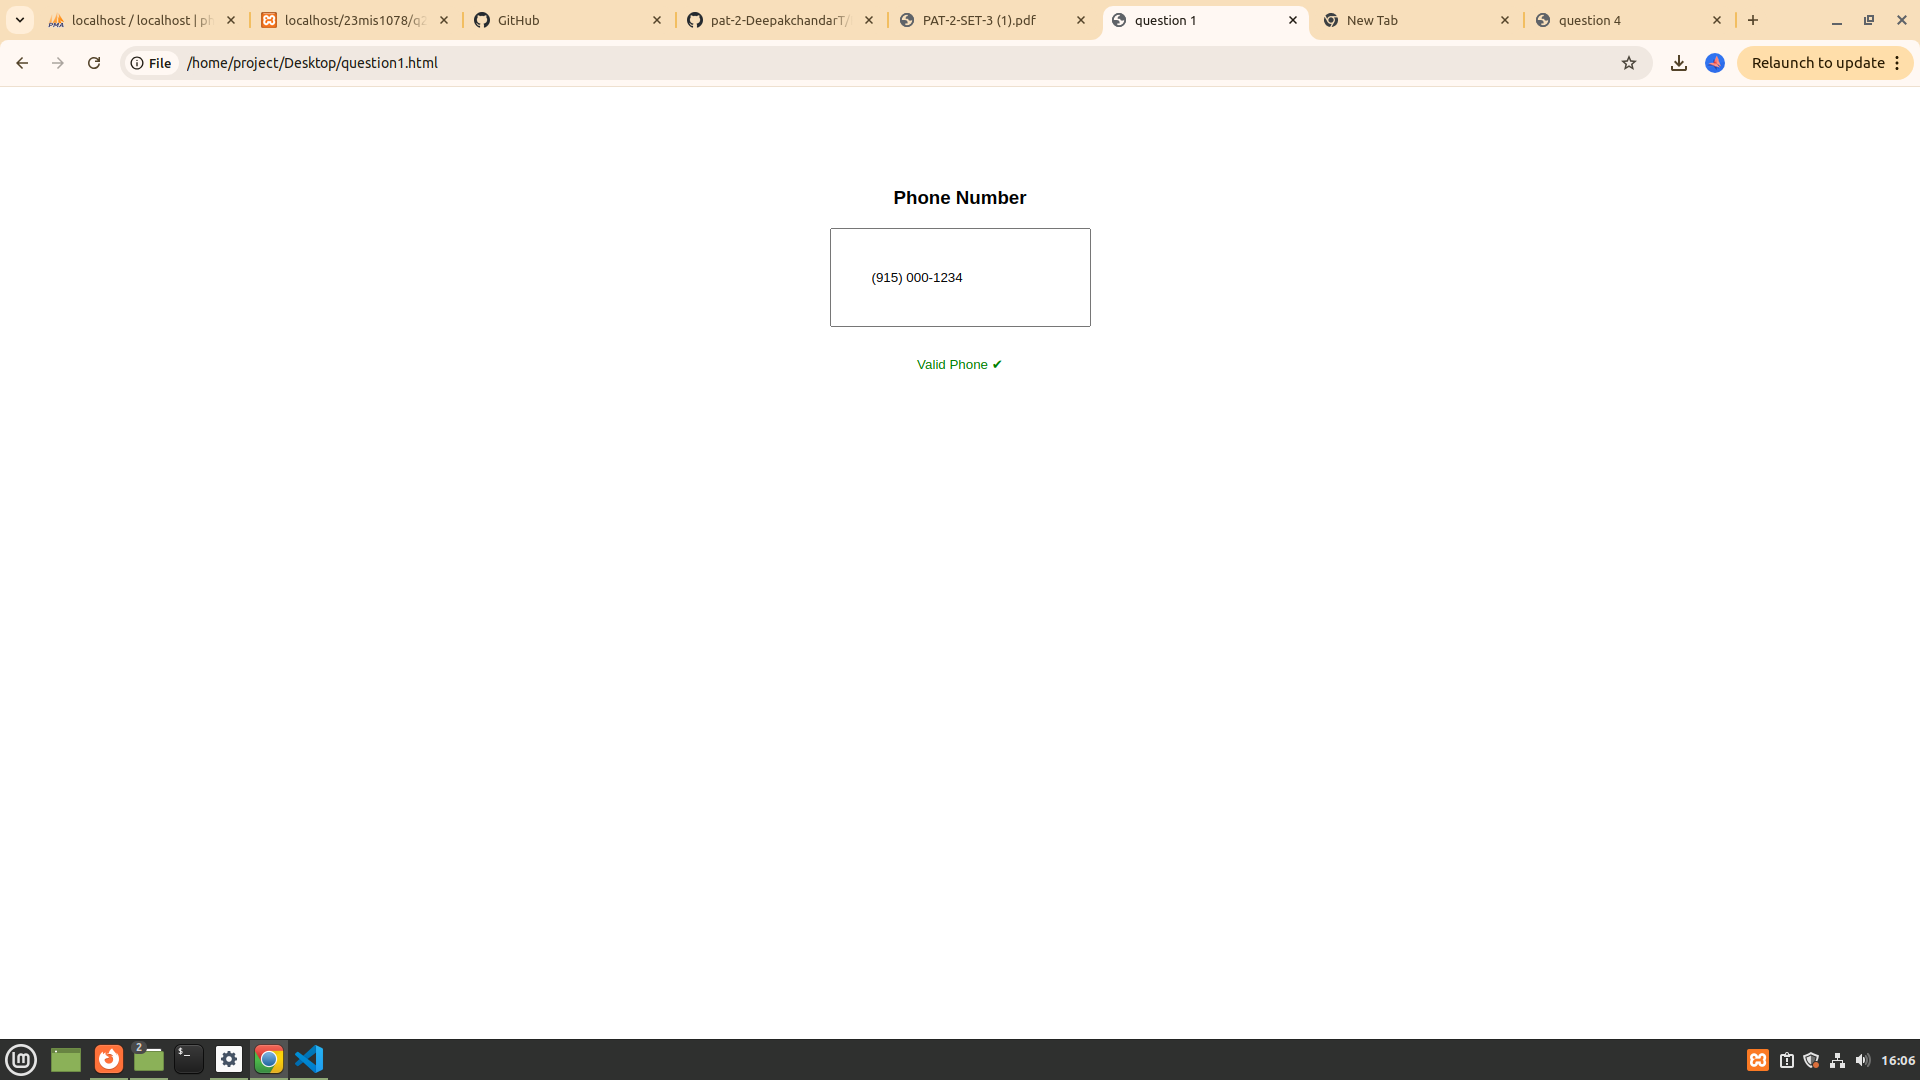 localhost / localhost | ph
localhost/23mis1078/q2
GitHub
pat-2-DeepakchandarT/
PAT-2-SET-3 (1).pdf
question 1
New Tab
question 4
File
/home/project/Desktop/question1.html
Relaunch to update
Phone Number
(915) 000-1234
Valid Phone ✔
2
16:06